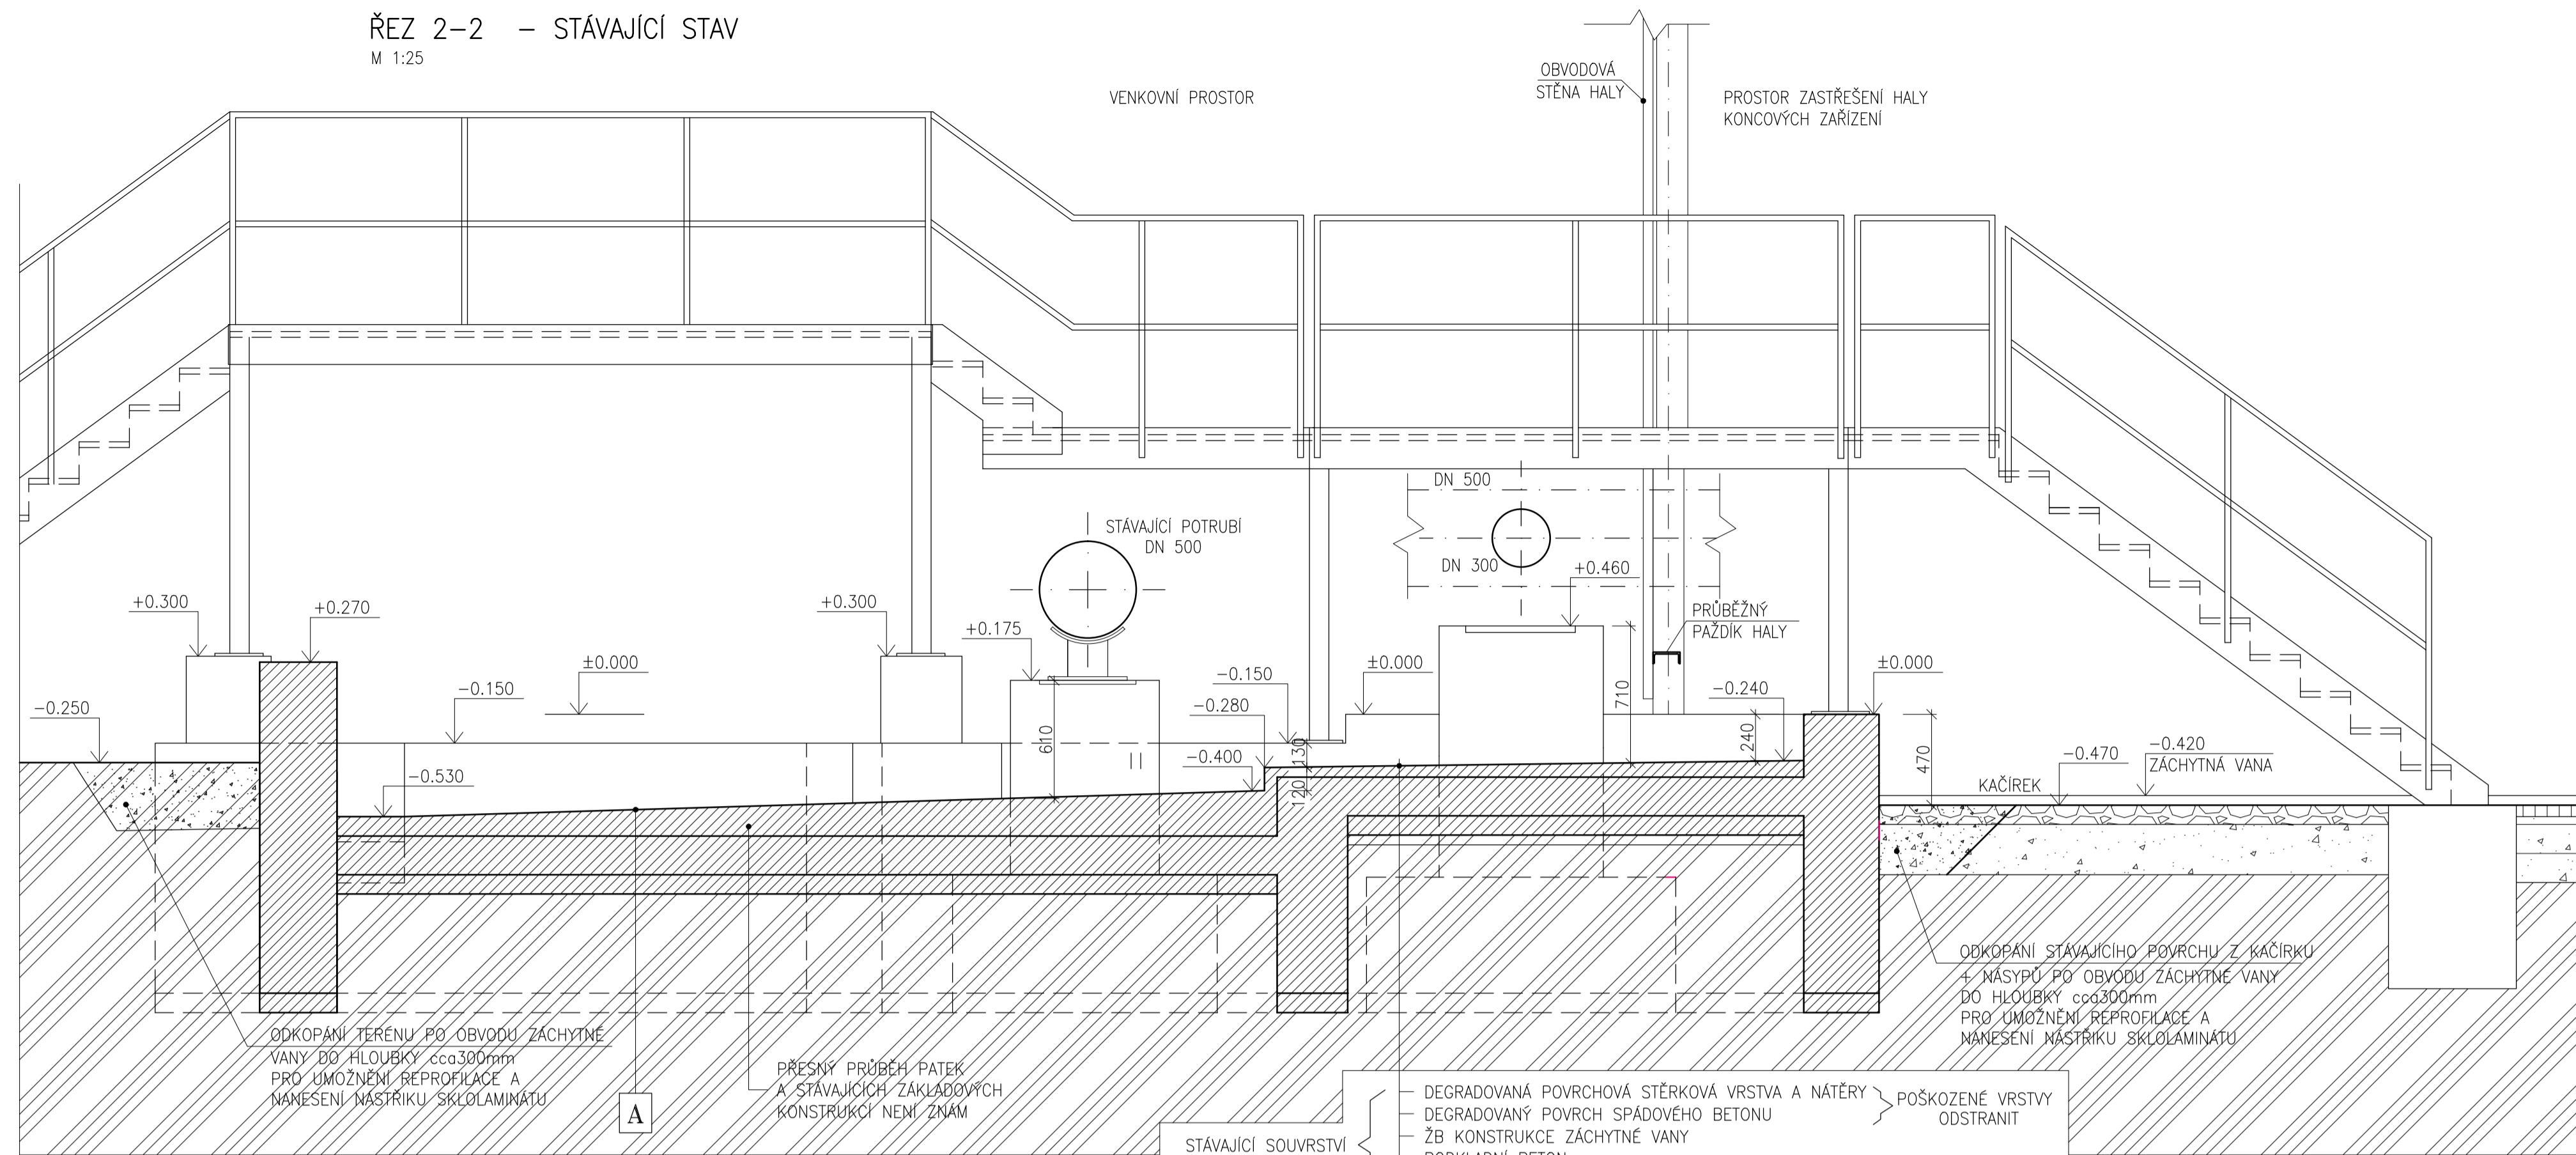 ŘEZ 2-2 - STÁVAJÍCÍ STAV
M 1:25
VENKOVNÍ PROSTOR
OBVODOVÁ
STĚNA HALY
PROSTOR ZASTŘEŠENÍ HALY
KONCOVÝCH ZAŘÍZENÍ
STÁVAJÍCÍ POTRUBÍ
DN 500
DN 500
DN 300
+0.460
PRŮBĚŽNÝ
PAŽDÍK HALY
+0.300
+0.270
+0.300
+0.175
±0.000
-0.150
-0.250
-0.530
610
-0.150
-0.280
-0.400
130
120
±0.000
710
-0.240
240
±0.000
470
KAČÍREK
-0.470
-0.420
ZÁCHYTNÁ VANA
ODKOPÁNÍ TERÉNU PO OBVODU ZÁCHYTNÉ
VANY DO HLOUBKY cca300mm
PRO UMOŽNĚNÍ REPROFILACE A
NANESENÍ NÁSTŘIKU SKLOLAMINÁTU
A
PŘESNÝ PRŮBĚH PATEK
A STÁVAJÍCÍCH ZÁKLADOVÝCH
KONSTRUKCÍ NENÍ ZNÁM
ODKOPÁNÍ STÁVAJÍCÍHO POVRCHU Z KAČÍRKU
+ NÁSYPŮ PO OBVODU ZÁCHYTNÉ VANY
DO HLOUBKY cca300mm
PRO UMOŽNĚNÍ REPROFILACE A
NANESENÍ NÁSTŘIKU SKLOLAMINÁTU
STÁVAJÍCÍ SOUVRSTVÍ
DEGRADOVANÁ POVRCHOVÁ STĚRKOVÁ VRSTVA A NÁTĚRY
DEGRADOVANÝ POVRCH SPÁDOVÉHO BETONU
ŽB KONSTRUKCE ZÁCHYTNÉ VANY
PODKLADNÍ BETON
POŠKOZENÉ VRSTVY
ODSTRANIT